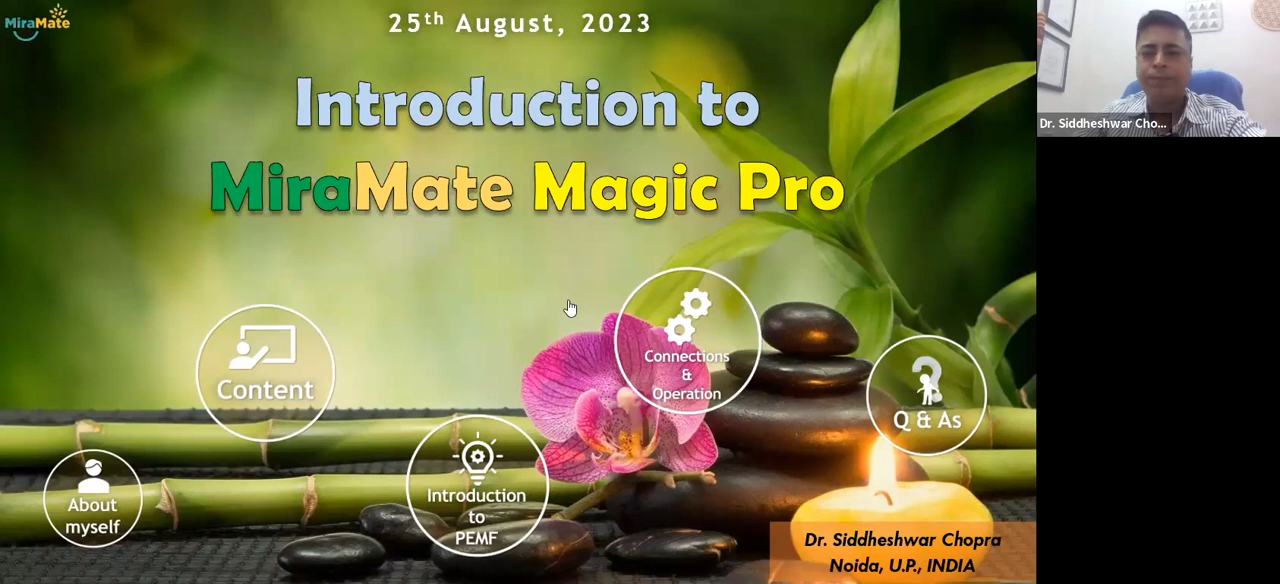 MiraMate
25th August, 2023
Introduction to
MiraMate Magic Pro
Dr. Siddheshwar Cho...
Content
Connections
&
Operation
Q & As
About
myself
Introduction
to
PEMF
Dr. Siddheshwar Chopra
Noida, U.P., INDIA